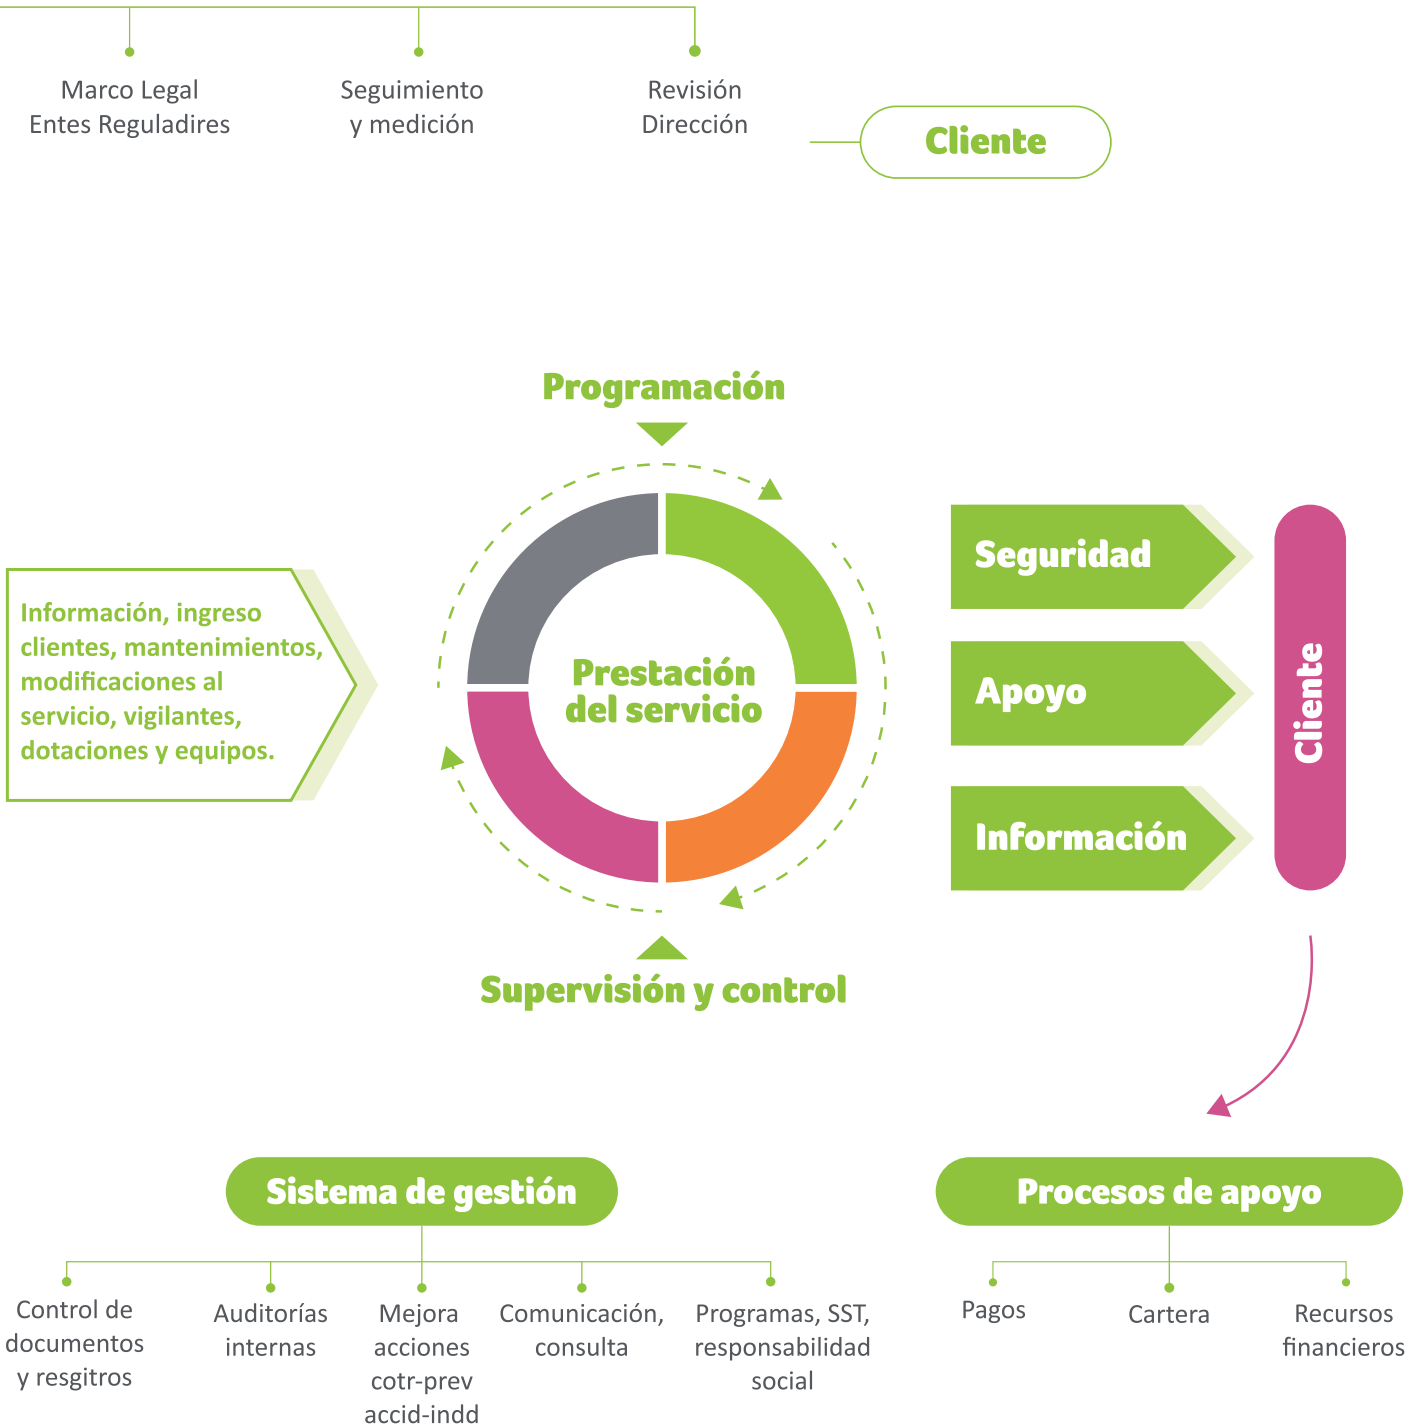 Marco Legal
Entes Reguladires
Seguimiento
y medición
Revisión
Dirección
Cliente
Programación
Información, ingreso
clientes, mantenimientos,
modificaciones al
servicio, vigilantes,
dotaciones y equipos.
Prestación
del servicio
Seguridad
Apoyo
Información
Cliente
Supervisión y control
Sistema de gestión
Control de
documentos
y resgitros
Auditorías
internas
Mejora
acciones
cotr-prev
accid-indd
Comunicación,
consulta
Programas, SST,
responsabilidad
social
Procesos de apoyo
Pagos
Cartera
Recursos
financieros